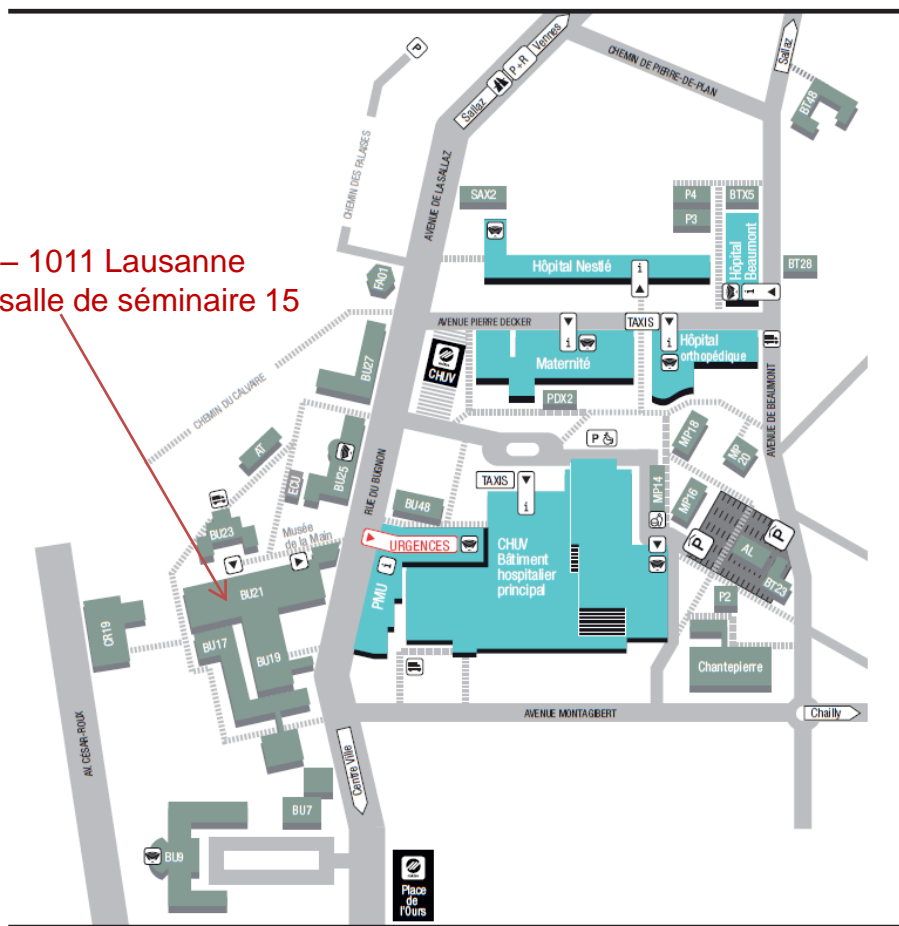 Sallaz
P+R
Vennes
P
CHEMIN DE PIERRE-DE-PLAN
Sallaz
BT48
CHEMIN DES FALAISES
AVENUE DE LA SALLAZ
SAX2
P4
BTX5
P3
– 1011 Lausanne
salle de séminaire 15
Hôpital Nestlé
i
Hôpital
Beaumont
i
BT28
FA01
AVENUE PIERRE DECKER
TAXIS
CHUV
i
Maternité
i
Hôpital
orthopédique
BU27
PDX2
CHEMIN DU CALVAIRE
AVENUE DE BEAUMONT
P
MP18
MP
20
AT
BU25
ECU
RUE DU BUGNON
TAXIS
i
BU48
MP14
MP16
P
P
BU23
Musée
de la Main
URGENCES
i
PMU
CHUV
Bâtiment
hospitalier
principal
AL
BT23
P2
BU21
CR19
BU17
BU19
Chantepierre
AVENUE MONTAGIBERT
Chailly
AV. CÉSAR-ROUX
Centre Ville
BU7
BU9
Place
de
l'Ours